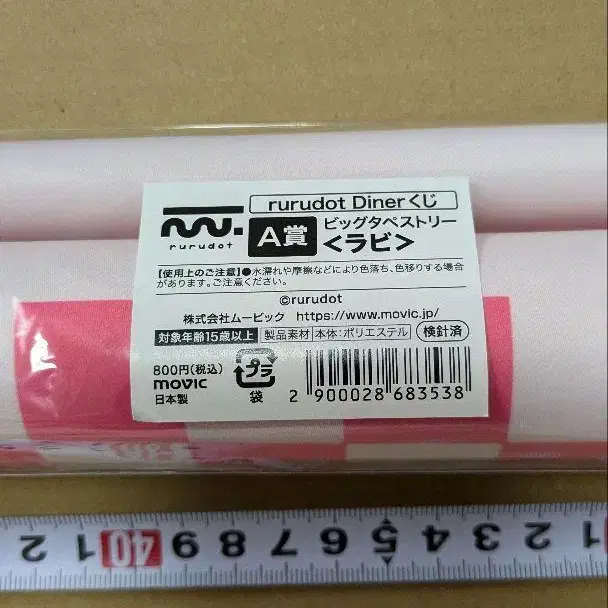 rurudot Dinerくじ
rurudot
A賞
ビッグタペストリー
<ラビ>
【使用上のご注意】●水濡れや摩擦などにより色落ち、色移りする場合
があります。ご注意ください。
©rurudot
株式会社ムービック https://www.movic.jp/
対象年齢15歳以上 製品素材 本体:ポリエステル 検針済
800円(税込)
movic
日本製
プラ
袋
2 900028 683538
2 1 40 9 8 7 6 5 4 3 2 1